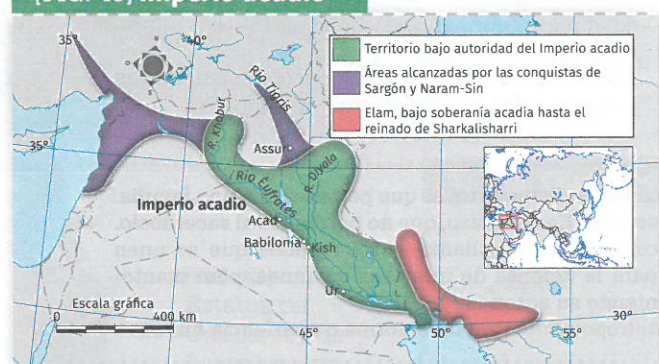 Imperio acadio
Territorio bajo autoridad del Imperio acadio
Áreas alcanzadas por las conquistas de
Sargón y Naram-Sin
Elam, bajo soberanía acadia hasta el
reinado de Sharkalisharri
35°
40°
Río Tigris
R. Khabur
35°
Assur
R. Diyala
Río Éufrates
Imperio acadio
Acad
Babilonia
Kish
Ur
Escala gráfica
0
400 km
45°
50°
55°
30°